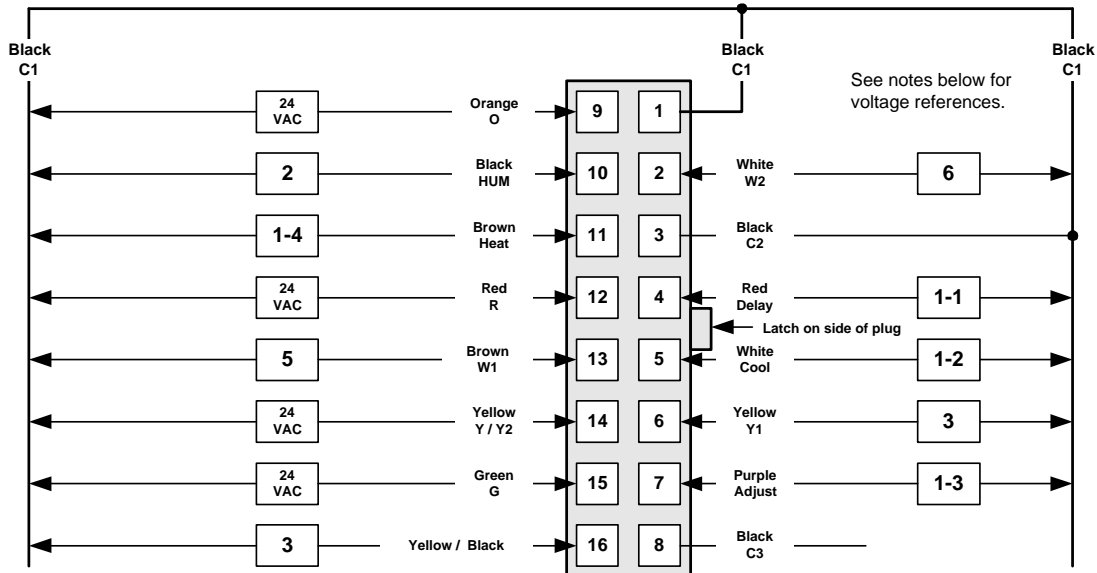 Black
C1
Black
C1
Black
C1
See notes below for
voltage references.
24
VAC
Orange
O
9
1
2
Black
HUM
10
2
White
W2
6
1-4
Brown
Heat
11
3
Black
C2
24
VAC
Red
R
12
4
Red
Delay
1-1
Latch on side of plug
5
Brown
W1
13
5
White
Cool
1-2
24
VAC
Yellow
Y / Y2
14
6
Yellow
Y1
3
24
VAC
Green
G
15
7
Purple
Adjust
1-3
3
Yellow / Black
16
8
Black
C3